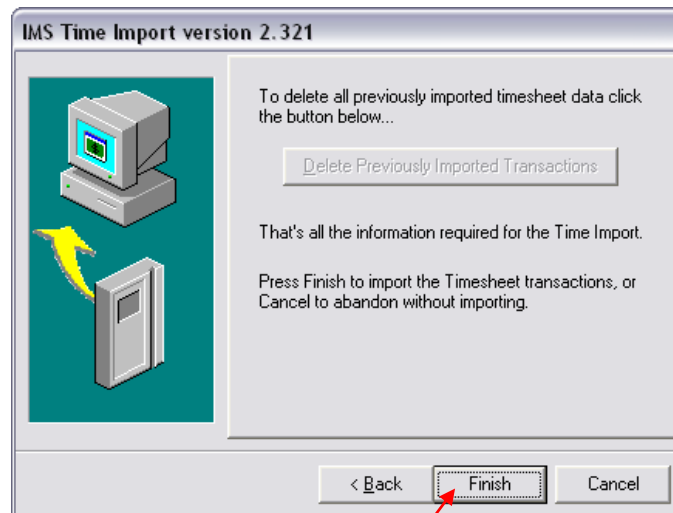 IMS Time Import version 2.321
To delete all previously imported timesheet data click
the button below...
Delete Previously Imported Transactions
That's all the information required for the Time Import.
Press Finish to import the Timesheet transactions, or
Cancel to abandon without importing.
< Back Finish Cancel